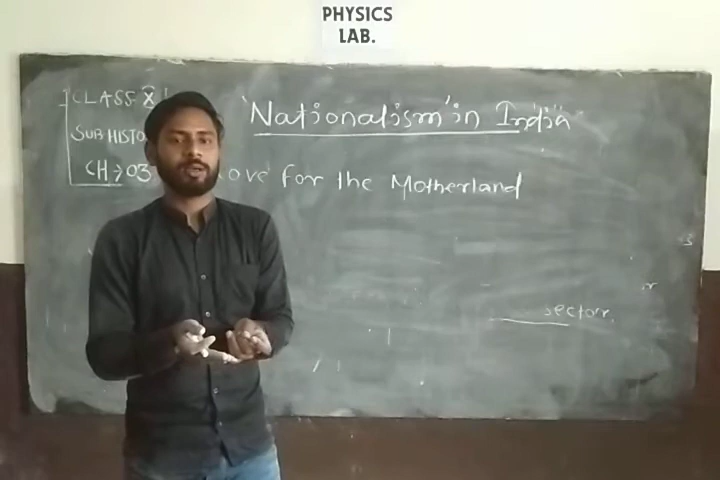 PHYSICS
LAB.
CLASS X
'Nationalism' in India
SUB HISTO
CH→03
ove for the Motherland
sector.